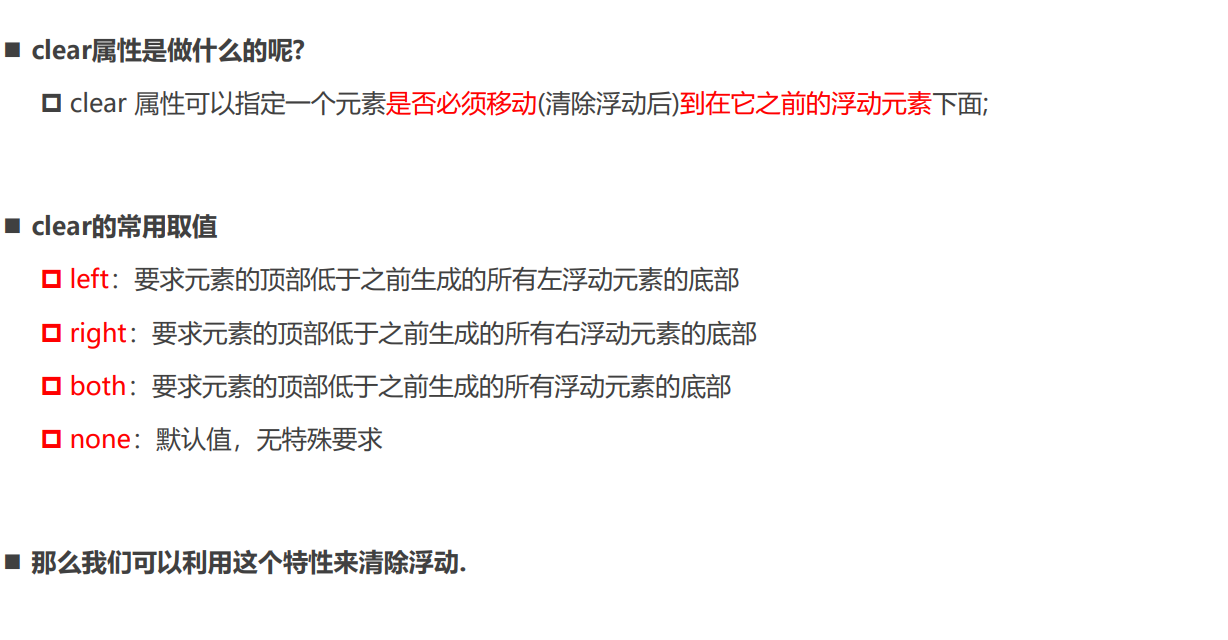 clear属性是做什么的呢?
clear 属性可以指定一个元素是否必须移动(清除浮动后)到在它之前的浮动元素下面;
clear的常用取值
left：要求元素的顶部低于之前生成的所有左浮动元素的底部
right：要求元素的顶部低于之前生成的所有右浮动元素的底部
both：要求元素的顶部低于之前生成的所有浮动元素的底部
none：默认值，无特殊要求
那么我们可以利用这个特性来清除浮动.